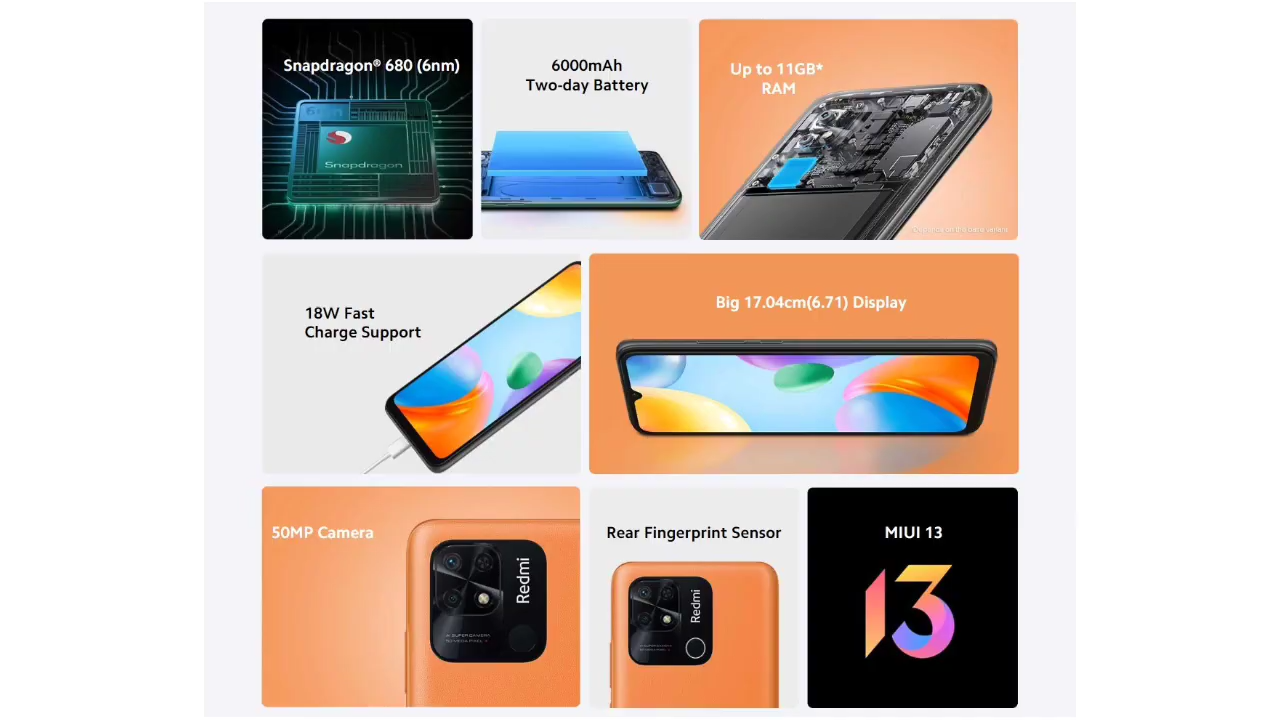 Snapdragon® 680 (6nm)
6nm
Snapdragon
6000mAh
Two-day Battery
Up to 11GB*
RAM
18W Fast
Charge Support
Big 17.04cm(6.71) Display
50MP Camera
Redmi
Rear Fingerprint Sensor
Redmi
MIUI 13
13